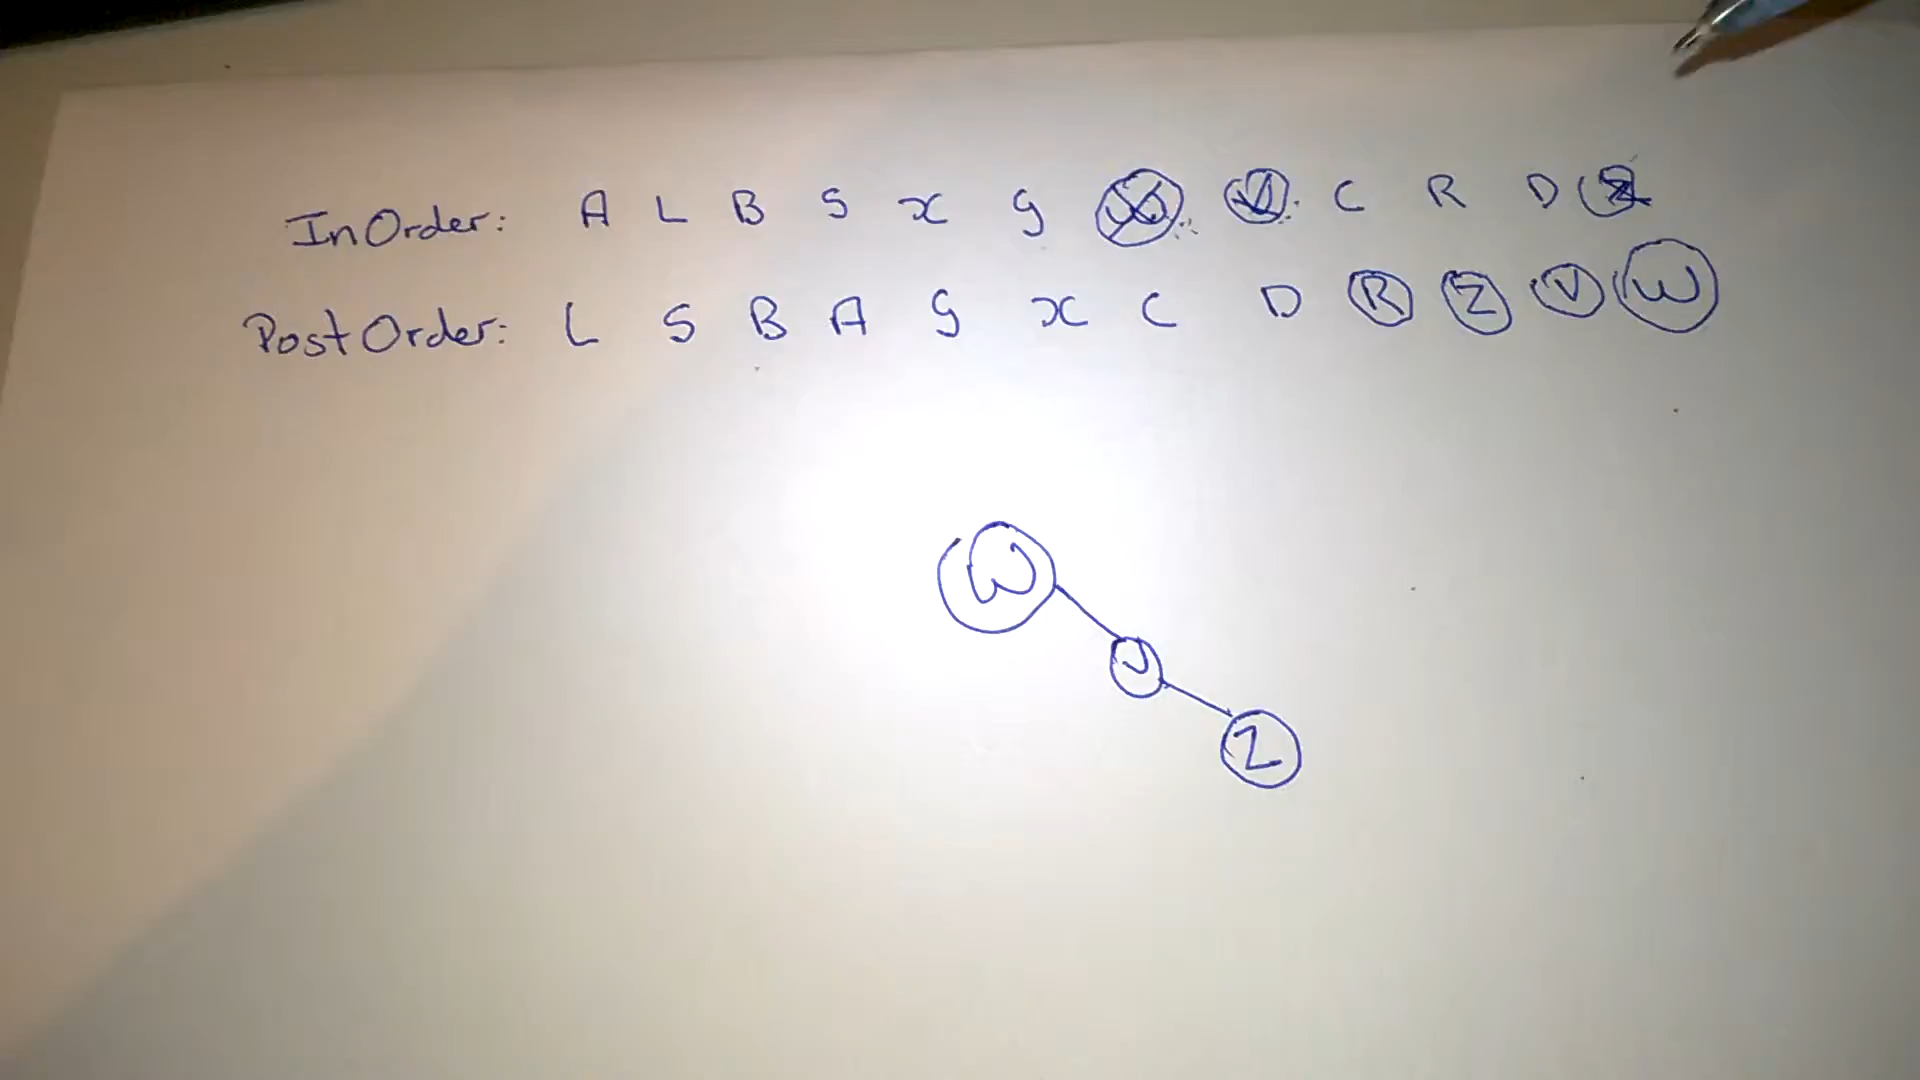 InOrder: A L B S x g W V C R D Z
PostOrder: L S B A g x C D R Z V W
W
V
Z